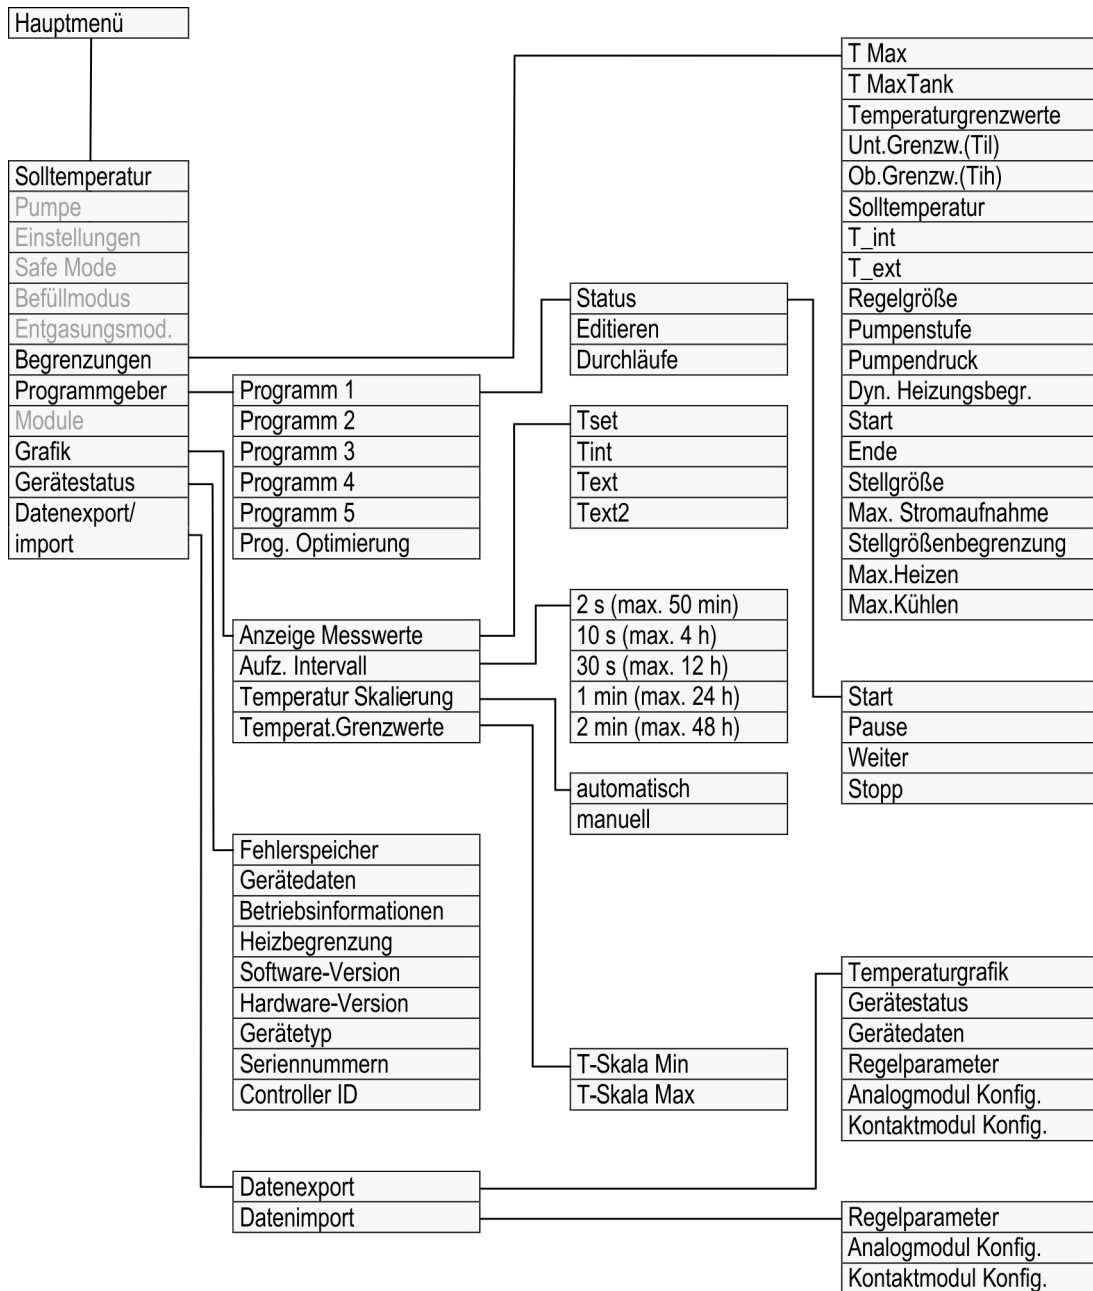 Hauptmenü
Solltemperatur
Pumpe
Einstellungen
Safe Mode
Befüllmodus
Entgasungsmod.
Begrenzungen
Programmgeber
Module
Grafik
Gerätestatus
Datenexport/
import
Programm 1
Programm 2
Programm 3
Programm 4
Programm 5
Prog. Optimierung
Anzeige Messwerte
Aufz. Intervall
Temperatur Skalierung
Temperat.Grenzwerte
Fehlerspeicher
Gerätedaten
Betriebsinformationen
Heizbegrenzung
Software-Version
Hardware-Version
Gerätetyp
Seriennummern
Controller ID
Datenexport
Datenimport
Status
Editieren
Durchläufe
Tset
Tint
Text
Text2
2 s (max. 50 min)
10 s (max. 4 h)
30 s (max. 12 h)
1 min (max. 24 h)
2 min (max. 48 h)
automatisch
manuell
T-Skala Min
T-Skala Max
T Max
T MaxTank
Temperaturgrenzwerte
Unt.Grenzw.(Til)
Ob.Grenzw.(Tih)
Solltemperatur
T_int
T_ext
Regelgröße
Pumpenstufe
Pumpendruck
Dyn. Heizungsbegr.
Start
Ende
Stellgröße
Max. Stromaufnahme
Stellgrößenbegrenzung
Max.Heizen
Max.Kühlen
Start
Pause
Weiter
Stopp
Temperaturgrafik
Gerätestatus
Gerätedaten
Regelparameter
Analogmodul Konfig.
Kontaktmodul Konfig.
Regelparameter
Analogmodul Konfig.
Kontaktmodul Konfig.